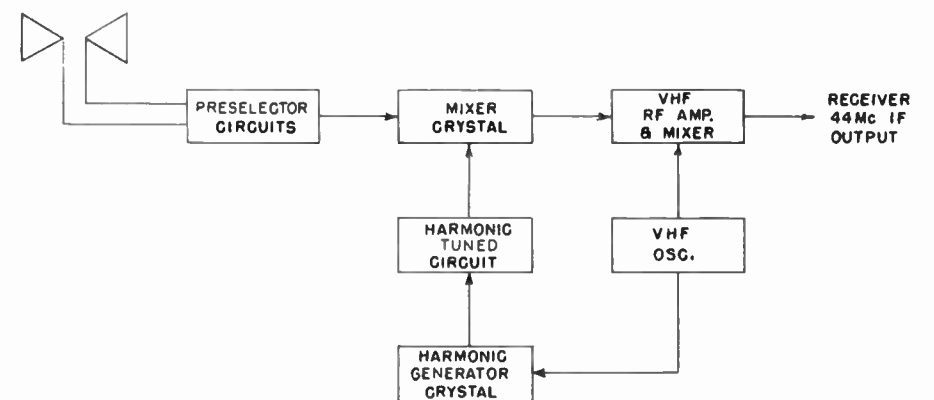 PRESELECTOR
CIRCUITS
MIXER
CRYSTAL
VHF
RF AMP.
& MIXER
RECEIVER
44Mc IF
OUTPUT
HARMONIC
TUNED
CIRCUIT
VHF
OSC.
HARMONIC
GENERATOR
CRYSTAL